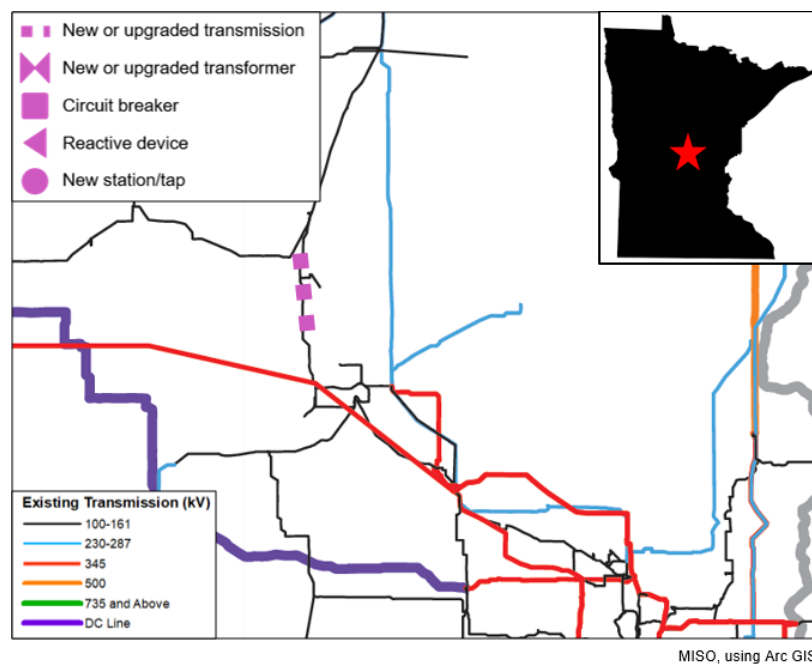 New or upgraded transmission
New or upgraded transformer
Circuit breaker
Reactive device
New station/tap
Existing Transmission (kV)
100-161
230-287
345
500
735 and Above
DC Line
MISO, using Arc GIS